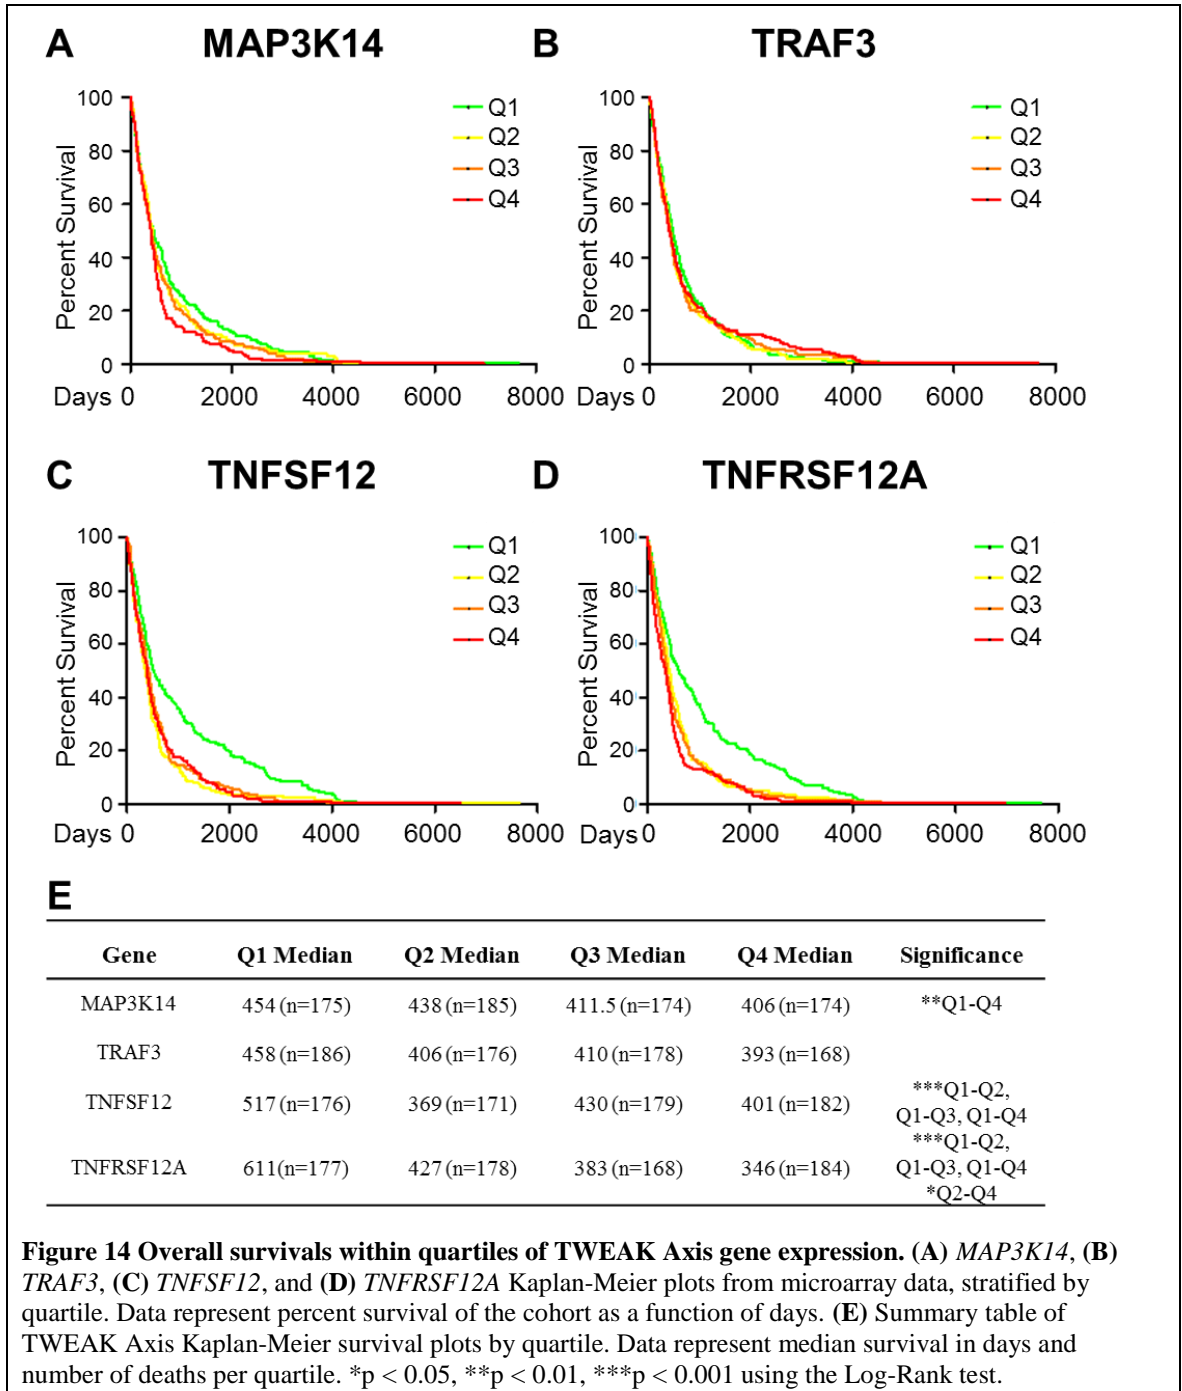 A MAP3K14
100
80
60
40
20
0
Percent Survival
Q1
Q2
Q3
Q4
Days 0 2000 4000 6000 8000
B TRAF3
100
80
60
40
20
0
Percent Survival
Q1
Q2
Q3
Q4
Days 0 2000 4000 6000 8000
C TNFSF12
100
80
60
40
20
0
Percent Survival
Q1
Q2
Q3
Q4
Days 0 2000 4000 6000 8000
D TNFRSF12A
100
80
60
40
20
0
Percent Survival
Q1
Q2
Q3
Q4
Days 0 2000 4000 6000 8000
E
Gene Q1 Median Q2 Median Q3 Median Q4 Median Significance
MAP3K14 454 (n=175) 438 (n=185) 411.5 (n=174) 406 (n=174) **Q1-Q4
TRAF3 458 (n=186) 406 (n=176) 410 (n=178) 393 (n=168)
TNFSF12 517 (n=176) 369 (n=171) 430 (n=179) 401 (n=182) ***Q1-Q2,
Q1-Q3, Q1-Q4
TNFRSF12A 611(n=177) 427 (n=178) 383 (n=168) 346 (n=184) ***Q1-Q2,
Q1-Q3, Q1-Q4
*Q2-Q4
Figure 14 Overall survivals within quartiles of TWEAK Axis gene expression. (A) MAP3K14, (B)
TRAF3, (C) TNFSF12, and (D) TNFRSF12A Kaplan-Meier plots from microarray data, stratified by
quartile. Data represent percent survival of the cohort as a function of days. (E) Summary table of
TWEAK Axis Kaplan-Meier survival plots by quartile. Data represent median survival in days and
number of deaths per quartile. *p < 0.05, **p < 0.01, ***p < 0.001 using the Log-Rank test.